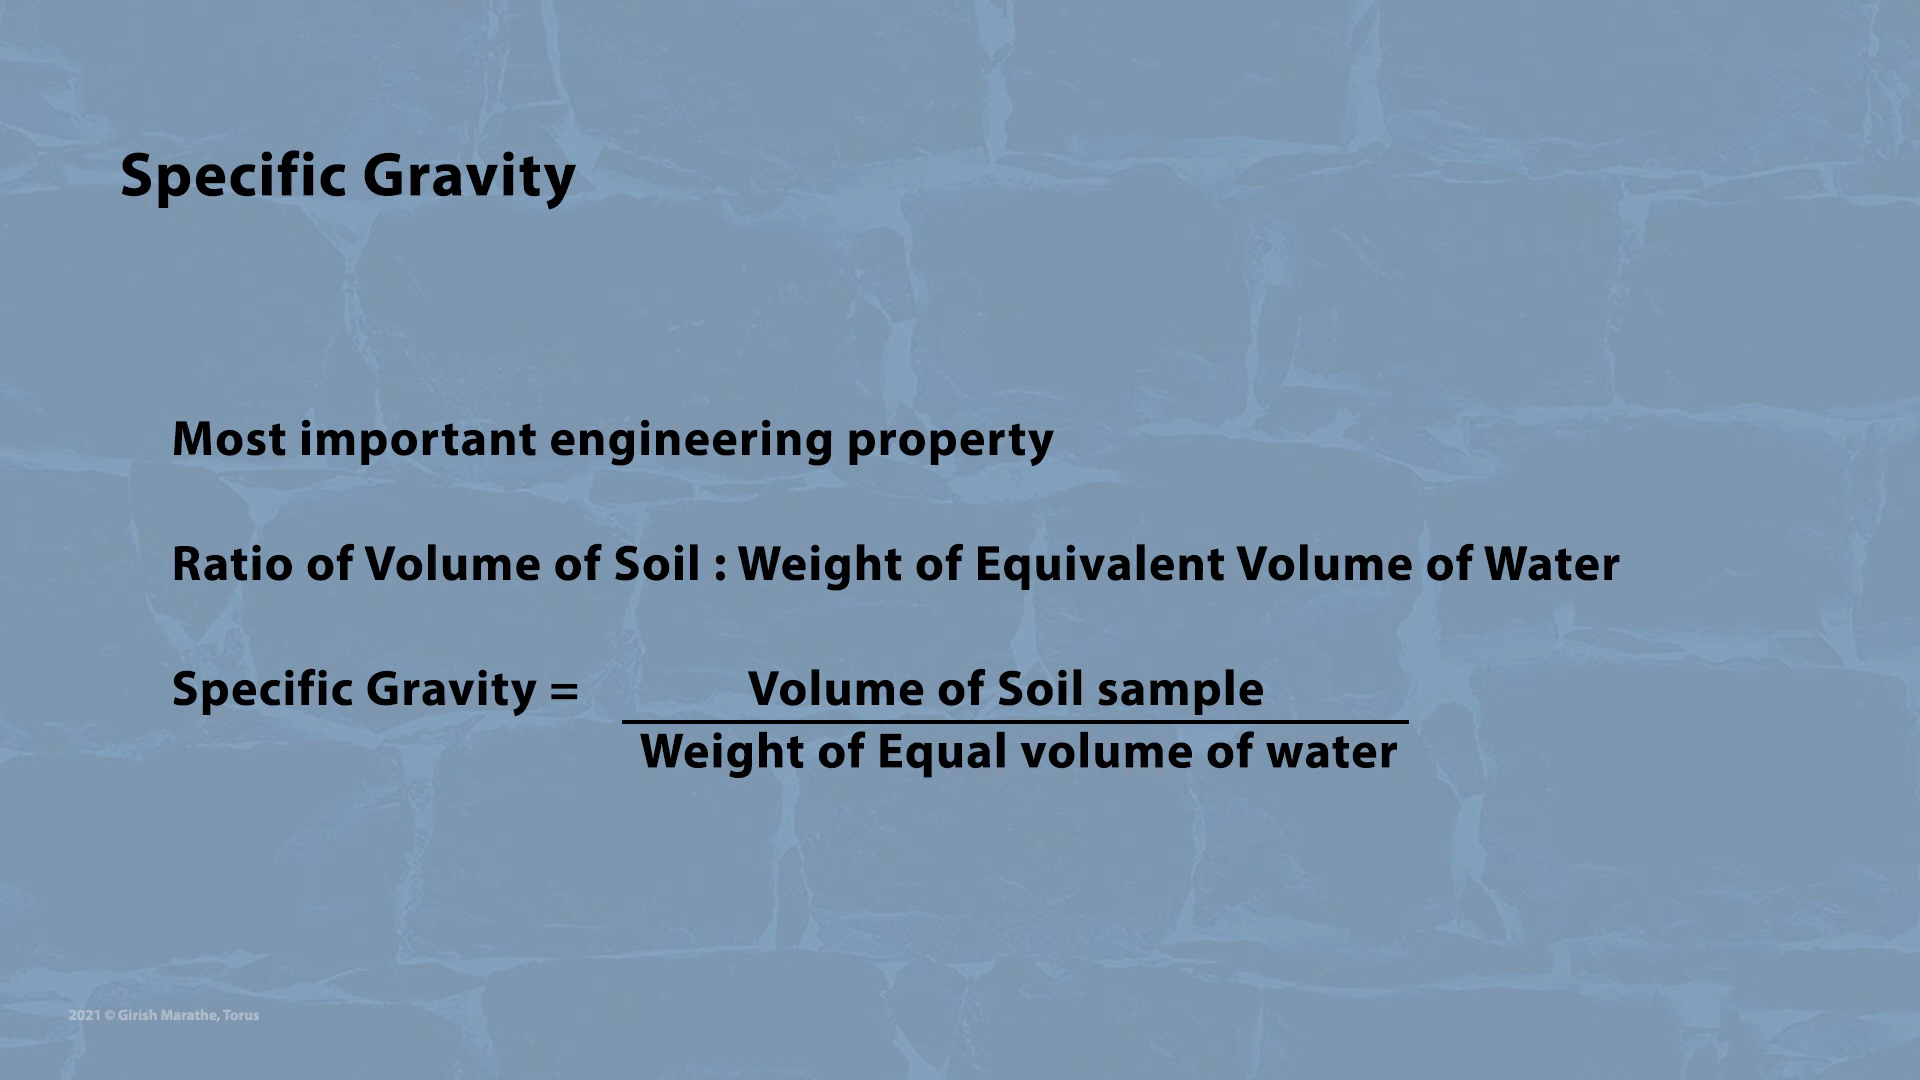 Specific Gravity
Most important engineering property
Ratio of Volume of Soil : Weight of Equivalent Volume of Water
Specific Gravity = Volume of Soil sample
Weight of Equal volume of water
2021 © Girish Marathe, Torus